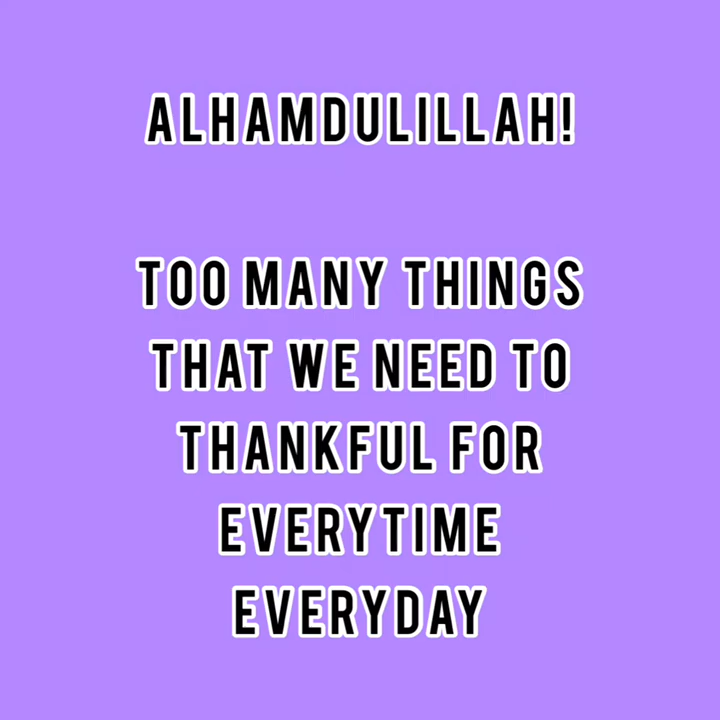 ALHAMDULILLAH!
TOO MANY THINGS
THAT WE NEED TO
THANKFUL FOR
EVERYTIME
EVERYDAY